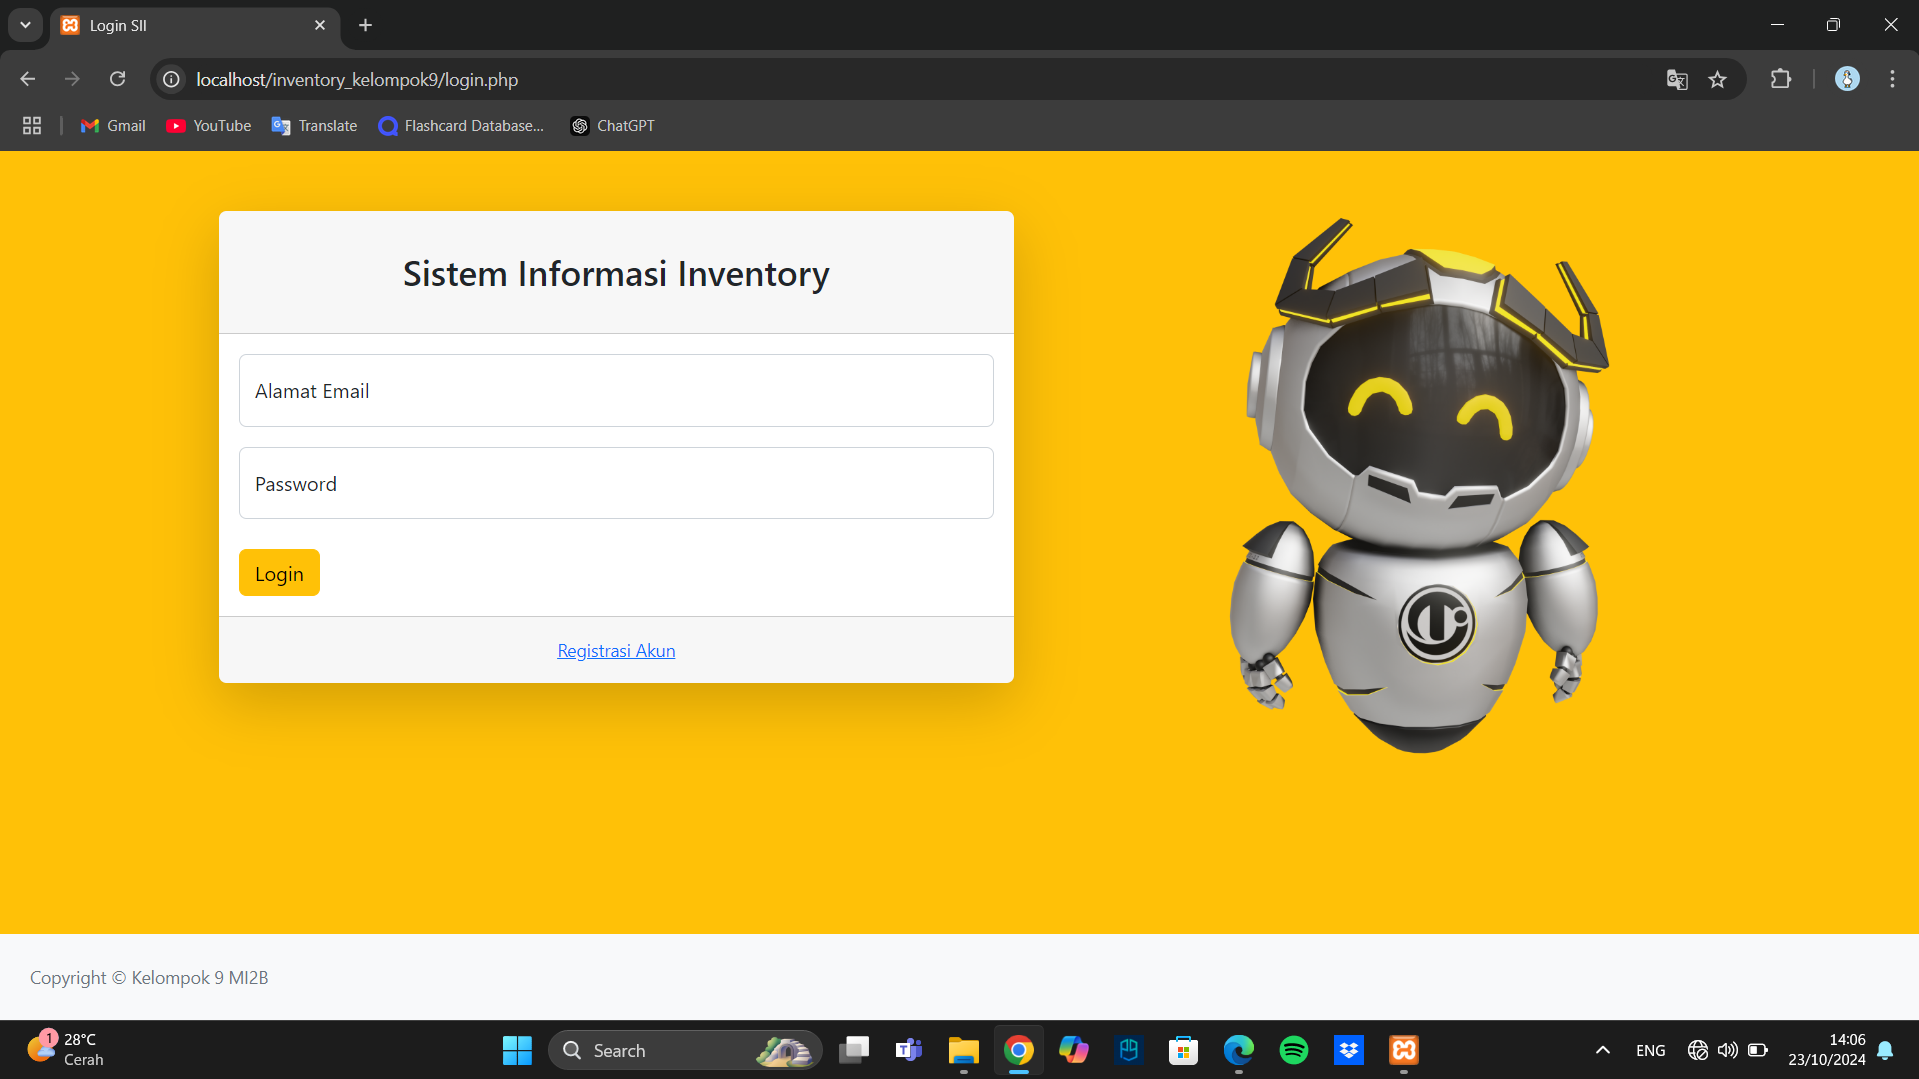 Login SII
localhost/inventory_kelompok9/login.php
Gmail
YouTube
Translate
Flashcard Database...
ChatGPT
Sistem Informasi Inventory
Alamat Email
Password
Login
Registrasi Akun
Copyright © Kelompok 9 MI2B
1
28°C
Cerah
Search
ENG
14:06
23/10/2024